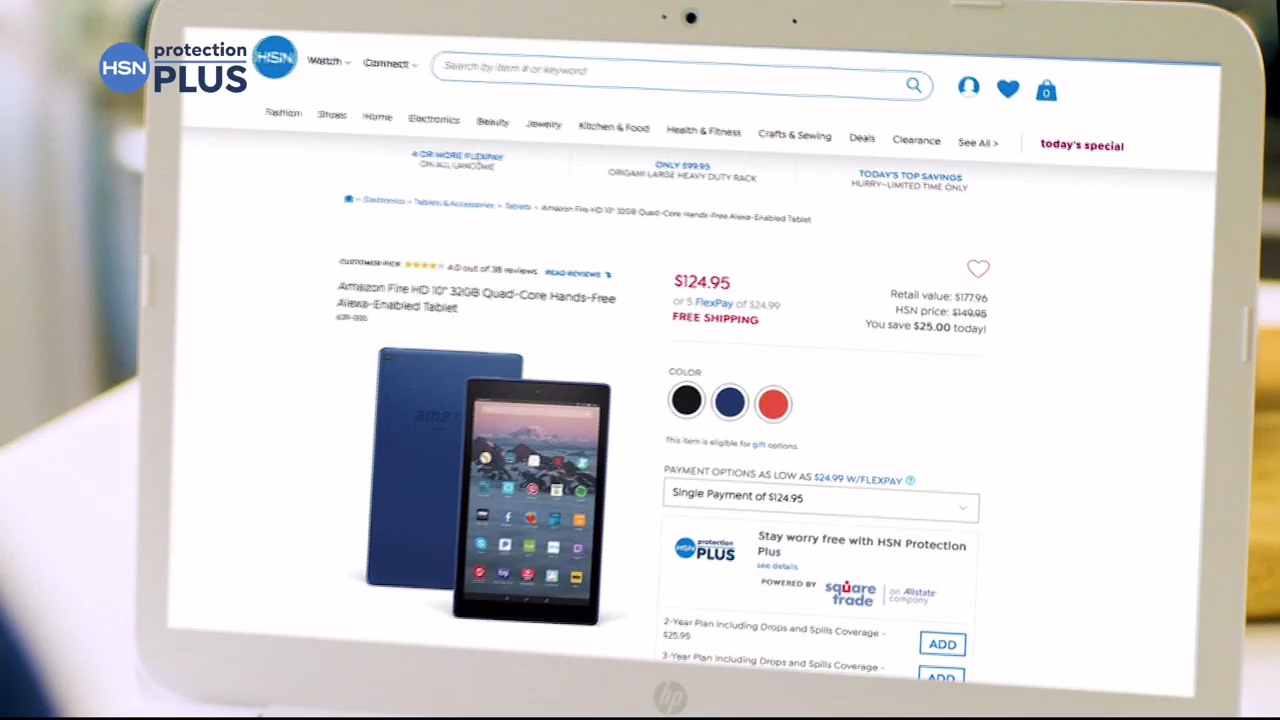 HSN protection PLUS
HSN Watch Connect Search by item # or keyword 0
Fashion Shoes Home Electronics Beauty Jewelry Kitchen & Food Health & Fitness Crafts & Sewing Deals Clearance See All > today's special
4 OR MORE FLEXPAY
ON ALL LANCOME
ONLY $99.95
ORIGAMI LARGE HEAVY DUTY RACK
TODAY'S TOP SAVINGS
HURRY–LIMITED TIME ONLY
Electronics Tablets & Accessories Tablets Amazon Fire HD 10" 32GB Quad-Core Hands-Free Alexa-Enabled Tablet
CUSTOMER PICK 4.0 out of 38 reviews READ REVIEWS
Amazon Fire HD 10" 32GB Quad-Core Hands-Free
Alexa-Enabled Tablet
$124.95
or 5 FlexPay of $24.99
FREE SHIPPING
Retail value: $177.96
HSN price: $149.95
You save $25.00 today!
COLOR
This item is eligible for gift options.
PAYMENT OPTIONS AS LOW AS $24.99 W/FLEXPAY ?
Single Payment of $124.95
HSN protection PLUS
Stay worry free with HSN Protection
Plus
see details
POWERED BY square trade an Allstate company
2-Year Plan including Drops and Spills Coverage -
$25.95
ADD
3-Year Plan including Drops and Spills Coverage -
ADD
amaz
hp